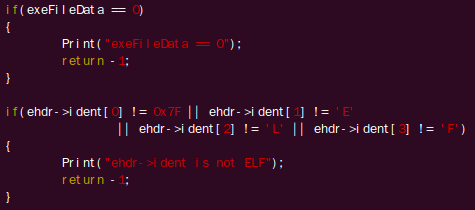 if(exeFileData == 0)
{
        Print("exeFileData == 0");
        return -1;
}

if(ehdr->ident[0] != 0x7F || ehdr->ident[1] != 'E'
                || ehdr->ident[2] != 'L' || ehdr->ident[3] != 'F')
{
        Print("ehdr->ident is not ELF");
        return -1;
}